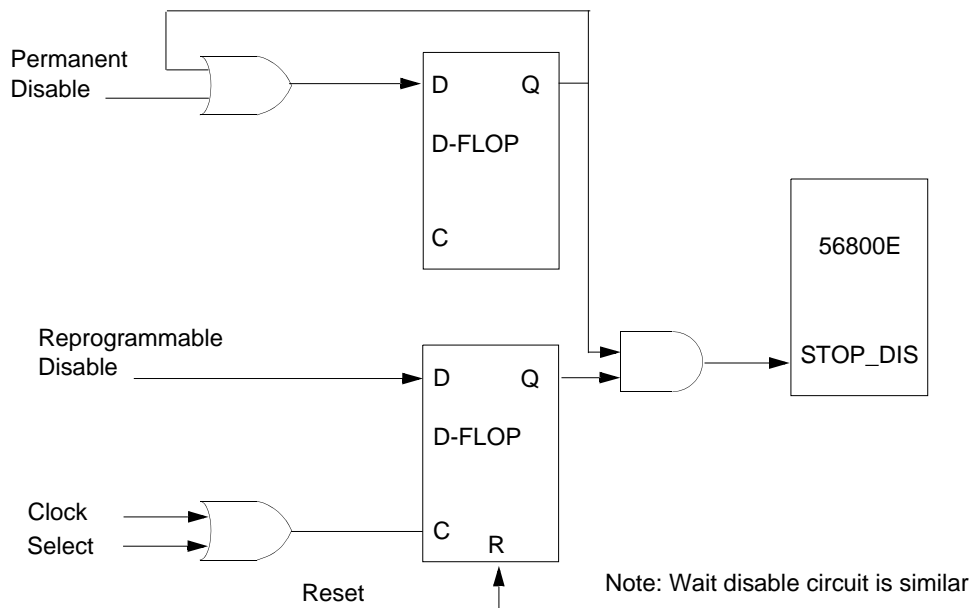 Permanent
Disable
D Q
D-FLOP
C
56800E
STOP_DIS
Reprogrammable
Disable
D Q
D-FLOP
C
R
Clock
Select
Reset
Note: Wait disable circuit is similar